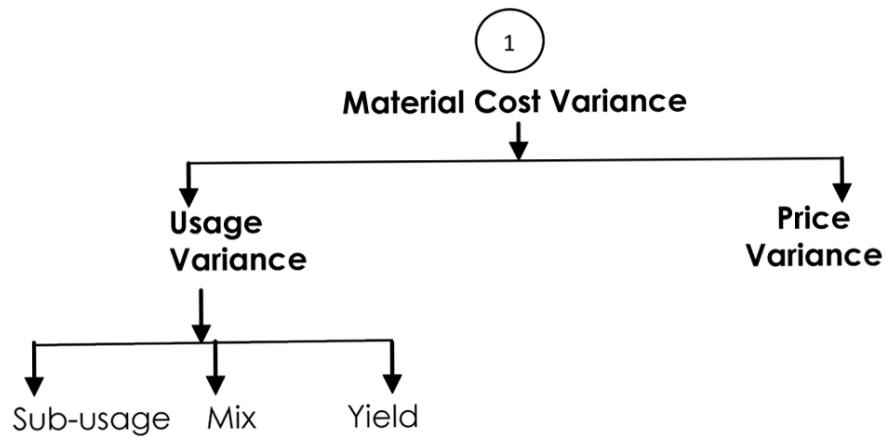 1
Material Cost Variance
Usage
Variance
Price
Variance
Sub-usage Mix Yield